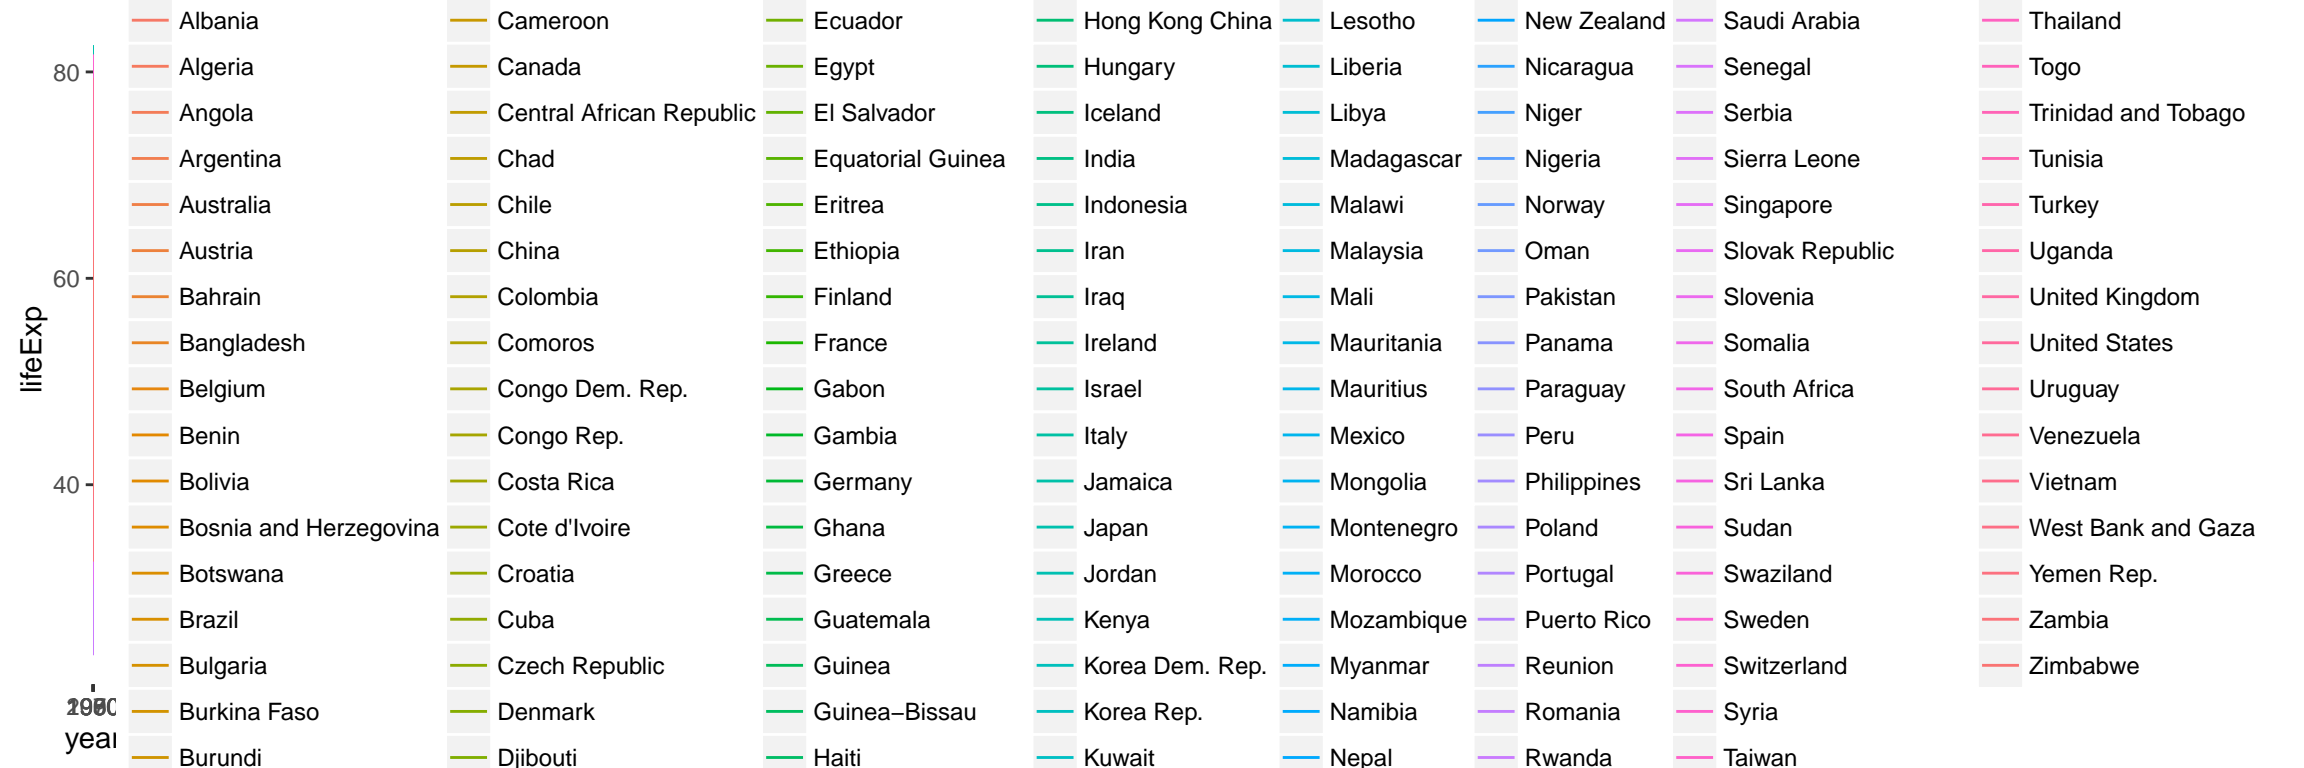 lifeExp
80
60
40
year
Albania
Algeria
Angola
Argentina
Australia
Austria
Bahrain
Bangladesh
Belgium
Benin
Bolivia
Bosnia and Herzegovina
Botswana
Brazil
Bulgaria
Burkina Faso
Burundi
Cameroon
Canada
Central African Republic
Chad
Chile
China
Colombia
Comoros
Congo Dem. Rep.
Congo Rep.
Costa Rica
Cote d'Ivoire
Croatia
Cuba
Czech Republic
Denmark
Djibouti
Ecuador
Egypt
El Salvador
Equatorial Guinea
Eritrea
Ethiopia
Finland
France
Gabon
Gambia
Germany
Ghana
Greece
Guatemala
Guinea
Guinea−Bissau
Haiti
Hong Kong China
Hungary
Iceland
India
Indonesia
Iran
Iraq
Ireland
Israel
Italy
Jamaica
Japan
Jordan
Kenya
Korea Dem. Rep.
Korea Rep.
Kuwait
Lesotho
Liberia
Libya
Madagascar
Malawi
Malaysia
Mali
Mauritania
Mauritius
Mexico
Mongolia
Montenegro
Morocco
Mozambique
Myanmar
Namibia
Nepal
New Zealand
Nicaragua
Niger
Nigeria
Norway
Oman
Pakistan
Panama
Paraguay
Peru
Philippines
Poland
Portugal
Puerto Rico
Reunion
Romania
Rwanda
Saudi Arabia
Senegal
Serbia
Sierra Leone
Singapore
Slovak Republic
Slovenia
Somalia
South Africa
Spain
Sri Lanka
Sudan
Swaziland
Sweden
Switzerland
Syria
Taiwan
Thailand
Togo
Trinidad and Tobago
Tunisia
Turkey
Uganda
United Kingdom
United States
Uruguay
Venezuela
Vietnam
West Bank and Gaza
Yemen Rep.
Zambia
Zimbabwe